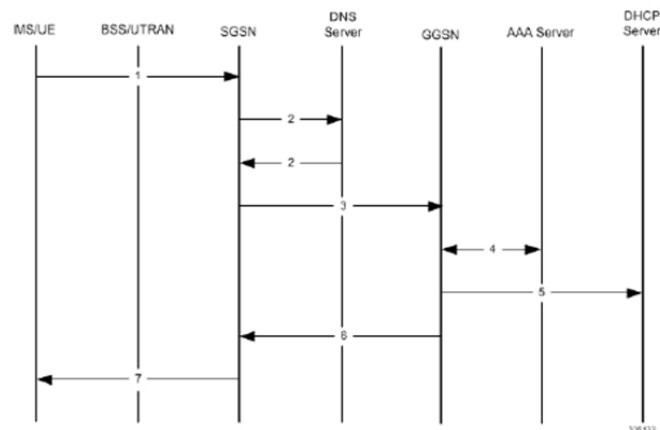 MS/UE
BSS/UTRAN
SGSN
DNS
Server
GGSN
AAA Server
DHCP
Server
1
2
2
3
4
5
6
7